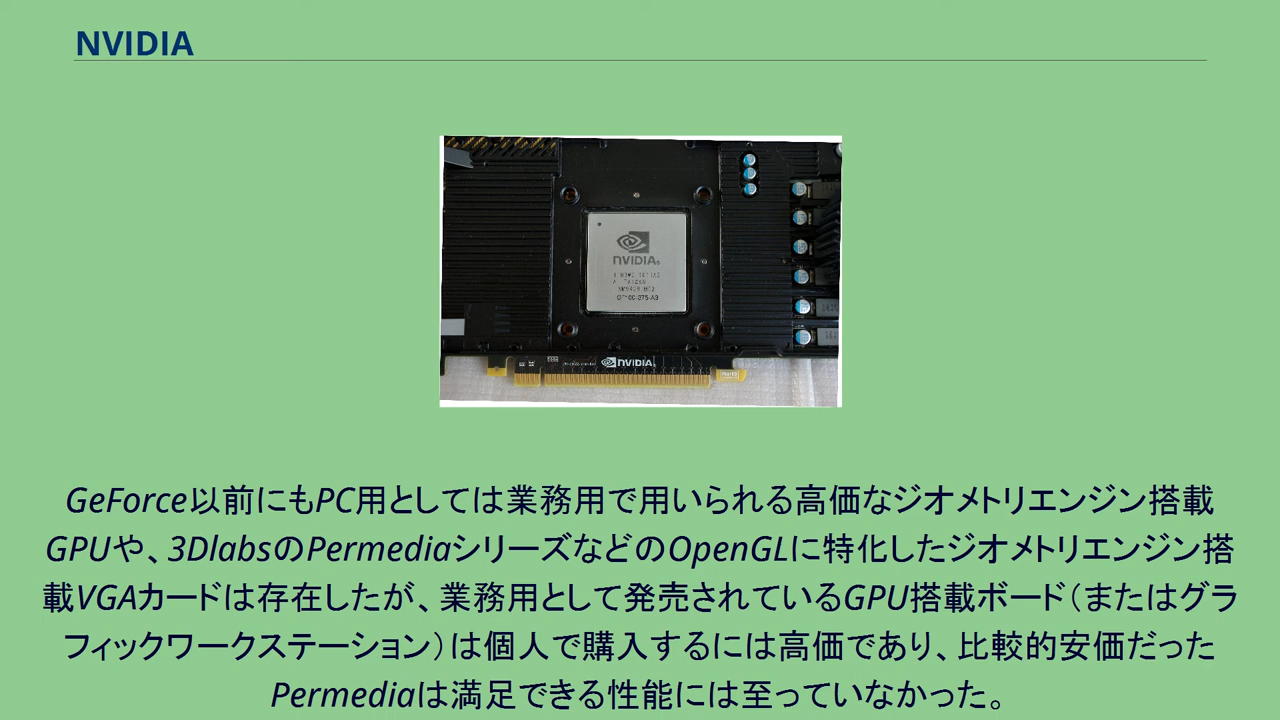 NVIDIA
NVIDIA
NVIDIA
GeForce以前にもPC用としては業務用で用いられる高価なジオメトリエンジン搭載
GPUや、3DlabsのPermediaシリーズなどのOpenGLに特化したジオメトリエンジン搭
載VGAカードは存在したが、業務用として発売されているGPU搭載ボード（またはグラ
フィックワークステーション）は個人で購入するには高価であり、比較的安価だった
Permediaは満足できる性能には至っていなかった。